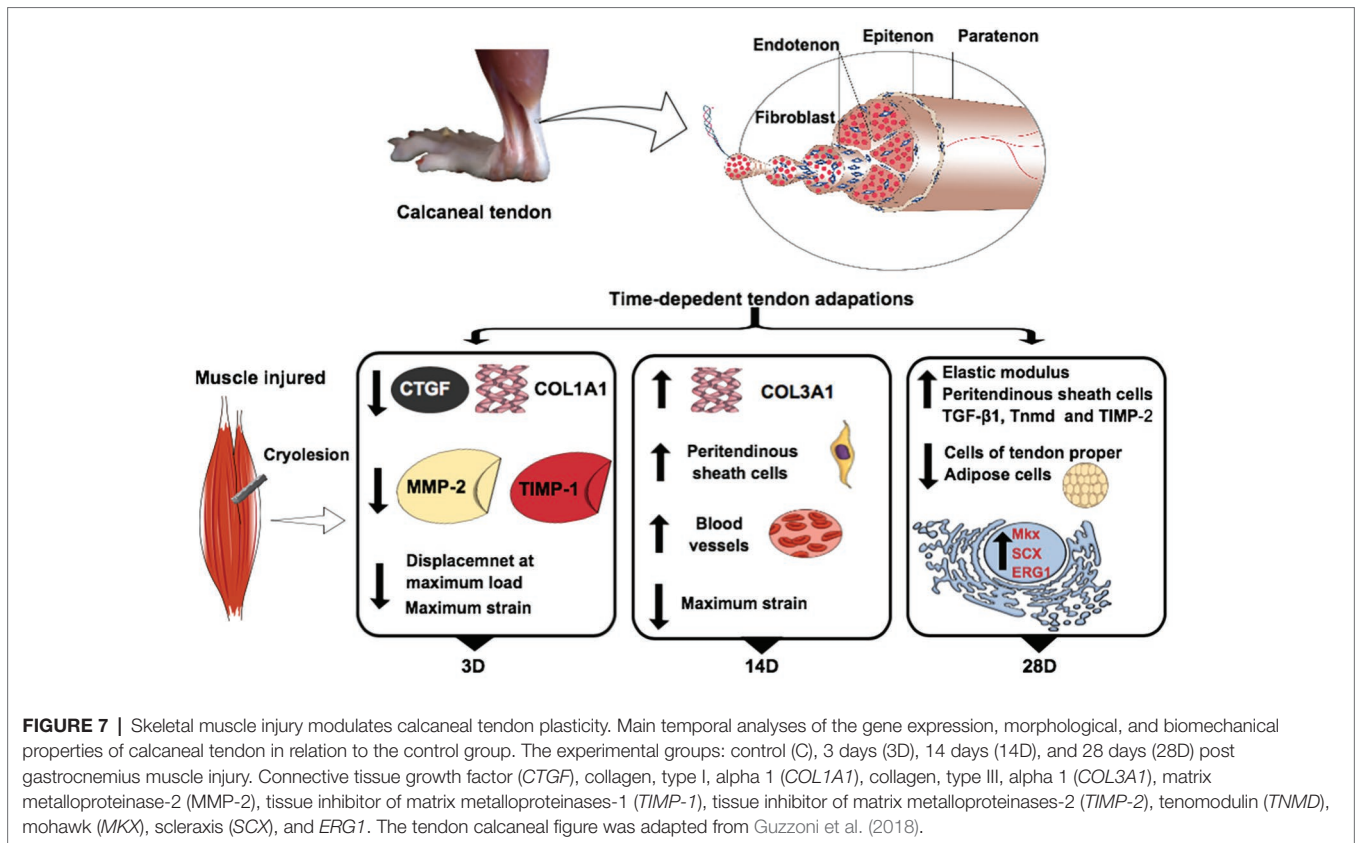 Endotenon
Epitenon
Paratenon
Fibroblast
Calcaneal tendon
Time-depedent tendon adapations
Muscle injured
Cryolesion
CTGF
COL1A1
MMP-2
TIMP-1
Displacemnet at
maximum load
Maximum strain
3D
COL3A1
Peritendinous
sheath cells
Blood
vessels
Maximum strain
14D
Elastic modulus
Peritendinous sheath cells
TGF-β1, Tnmd and TIMP-2
Cells of tendon proper
Adipose cells
Mkx
SCX
ERG1
28D
FIGURE 7 | Skeletal muscle injury modulates calcaneal tendon plasticity. Main temporal analyses of the gene expression, morphological, and biomechanical
properties of calcaneal tendon in relation to the control group. The experimental groups: control (C), 3 days (3D), 14 days (14D), and 28 days (28D) post
gastrocnemius muscle injury. Connective tissue growth factor (CTGF), collagen, type I, alpha 1 (COL1A1), collagen, type III, alpha 1 (COL3A1), matrix
metalloproteinase-2 (MMP-2), tissue inhibitor of matrix metalloproteinases-1 (TIMP-1), tissue inhibitor of matrix metalloproteinases-2 (TIMP-2), tenomodulin (TNMD),
mohawk (MKX), scleraxis (SCX), and ERG1. The tendon calcaneal figure was adapted from Guzzoni et al. (2018).